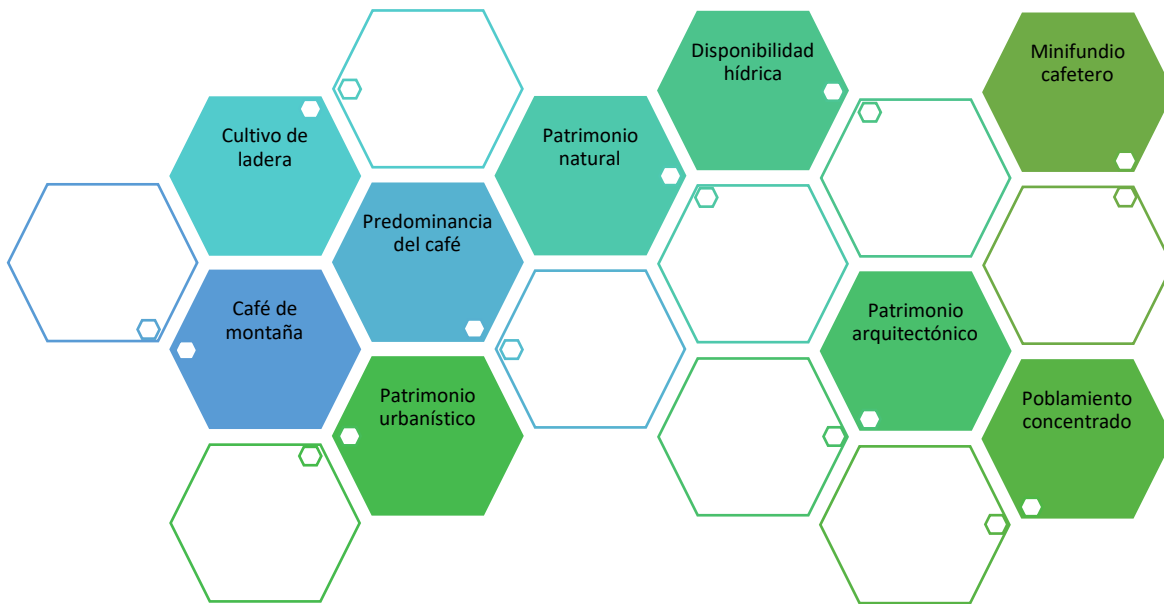 Disponibilidad
hídrica
Minifundio
cafetero
Cultivo de
ladera
Patrimonio
natural
Predominancia
del café
Café de
montaña
Patrimonio
arquitectónico
Patrimonio
urbanístico
Poblamiento
concentrado